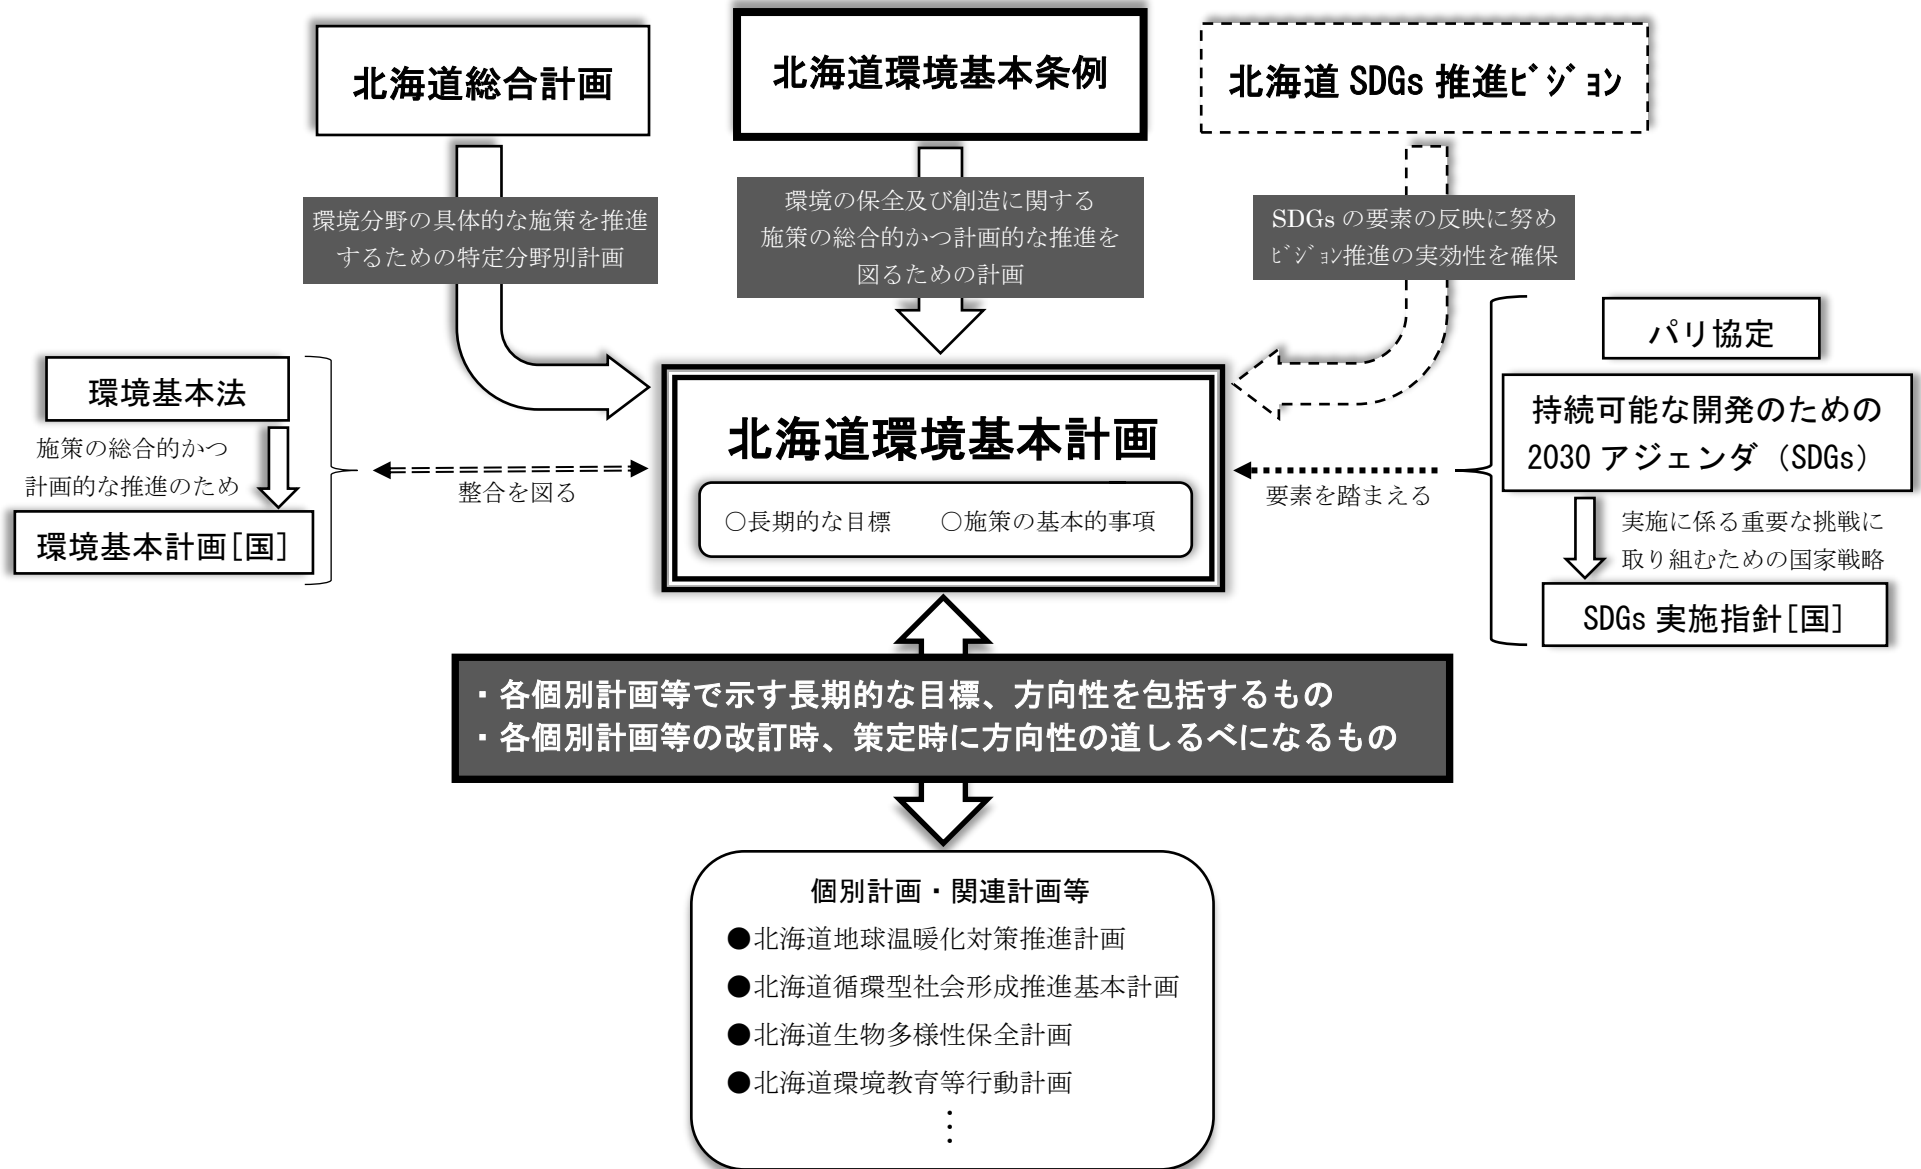 北海道総合計画
北海道環境基本条例
北海道 SDGs 推進ﾋﾞｼﾞｮﾝ
環境分野の具体的な施策を推進
するための特定分野別計画
環境の保全及び創造に関する
施策の総合的かつ計画的な推進を
図るための計画
SDGs の要素の反映に努め
ﾋﾞｼﾞｮﾝ推進の実効性を確保
環境基本法
施策の総合的かつ
計画的な推進のため
環境基本計画[国]
整合を図る
北海道環境基本計画
○長期的な目標　　○施策の基本的事項
要素を踏まえる
パリ協定
持続可能な開発のための
2030 アジェンダ（SDGs）
実施に係る重要な挑戦に
取り組むための国家戦略
SDGs 実施指針[国]
・各個別計画等で示す長期的な目標、方向性を包括するもの
・各個別計画等の改訂時、策定時に方向性の道しるべになるもの
個別計画・関連計画等
●北海道地球温暖化対策推進計画
●北海道循環型社会形成推進基本計画
●北海道生物多様性保全計画
●北海道環境教育等行動計画
⋮